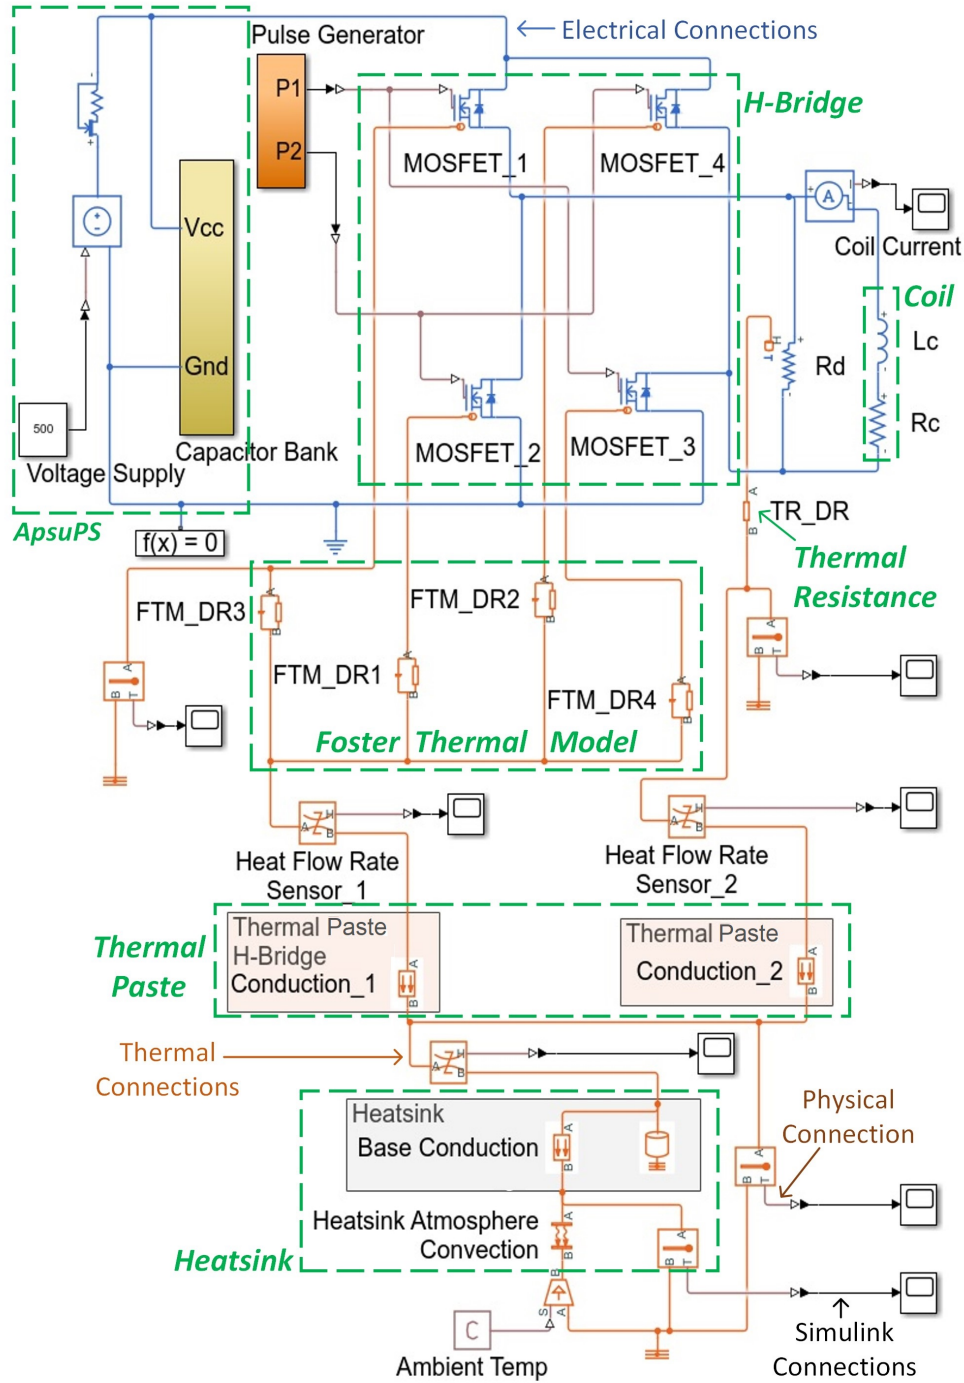 Electrical Connections
Pulse Generator
P1
P2
H-Bridge
MOSFET_1
MOSFET_4
Vcc
Gnd
A
Coil Current
Coil
Lc
Rc
Rd
500
Voltage Supply
Capacitor Bank
MOSFET_2
MOSFET_3
ApsuPS
f(x) = 0
TR_DR
Thermal
Resistance
FTM_DR3
FTM_DR2
FTM_DR1
FTM_DR4
Foster Thermal Model
Heat Flow Rate
Sensor_1
Heat Flow Rate
Sensor_2
Thermal
Paste
Thermal Paste
H-Bridge
Conduction_1
Thermal Paste
Conduction_2
Thermal
Connections
Heatsink
Base Conduction
Physical
Connection
Heatsink Atmosphere
Convection
Heatsink
C
Ambient Temp
Simulink
Connections